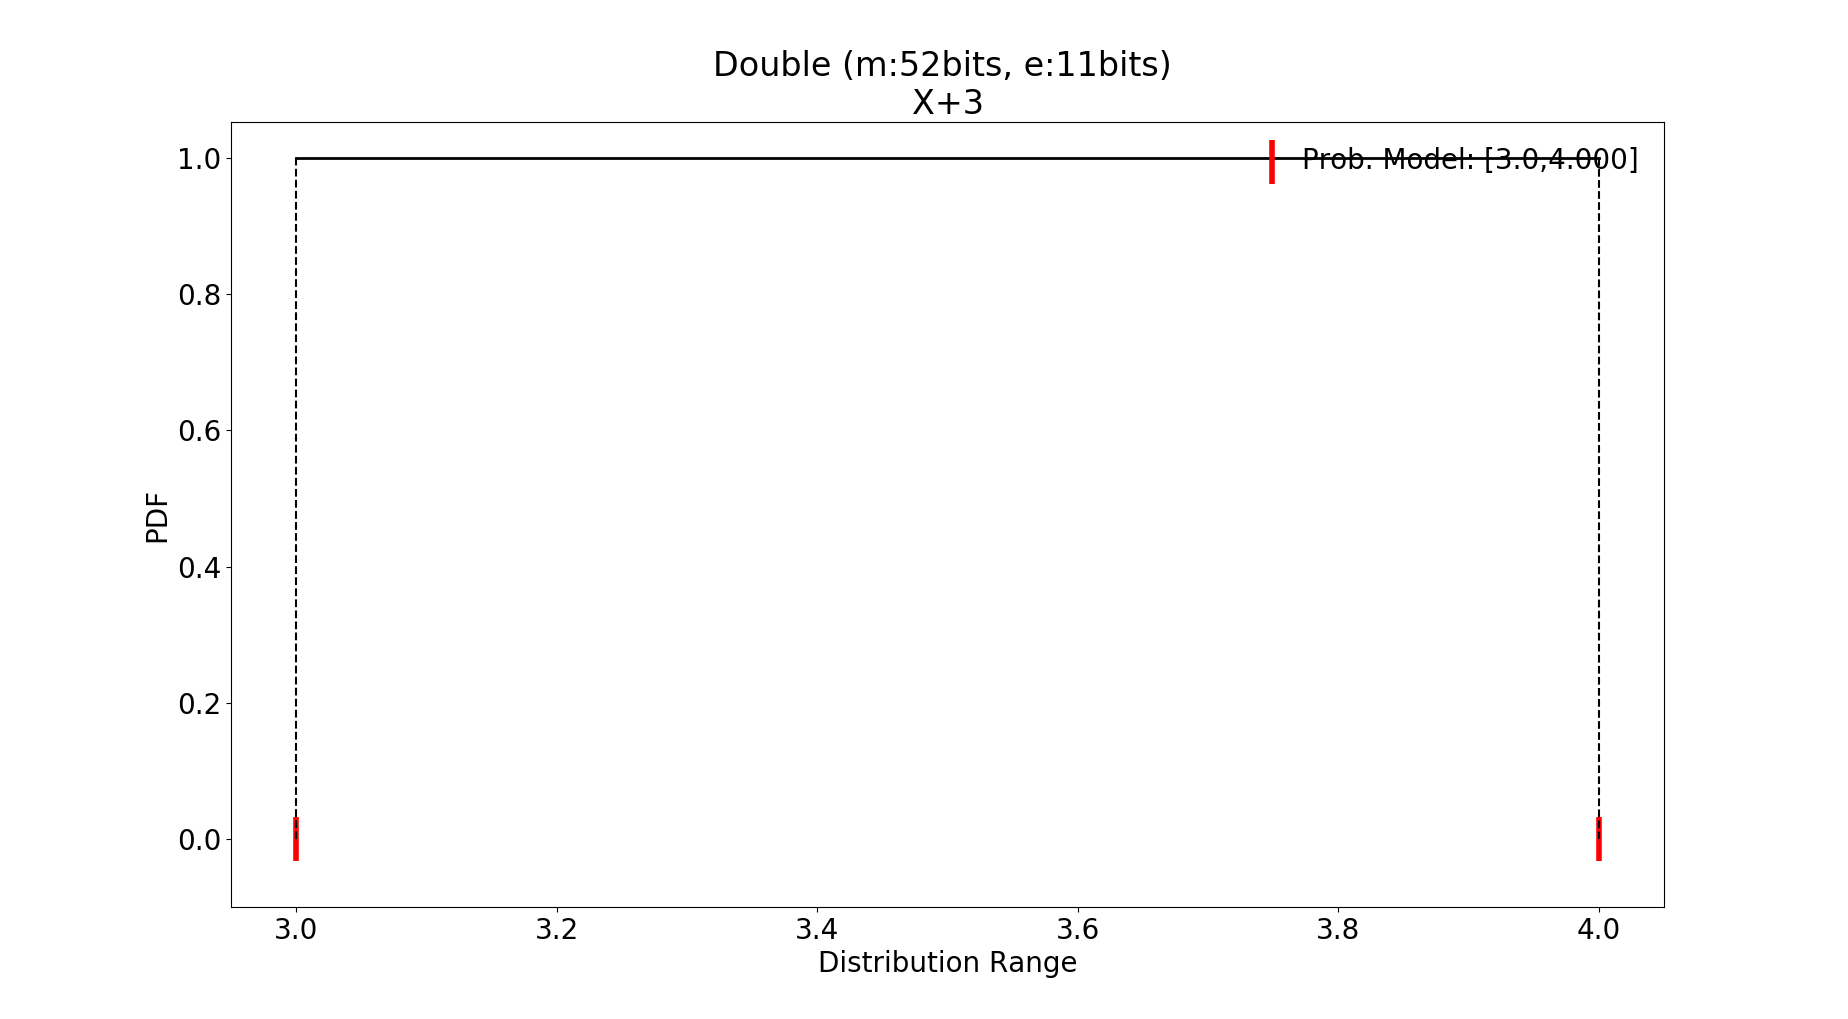 Double (m:52bits, e:11bits)
X+3
Prob. Model: [3.0,4.000]
1.0
0.8
0.6
0.4
0.2
0.0
PDF
3.0 3.2 3.4 3.6 3.8 4.0
Distribution Range